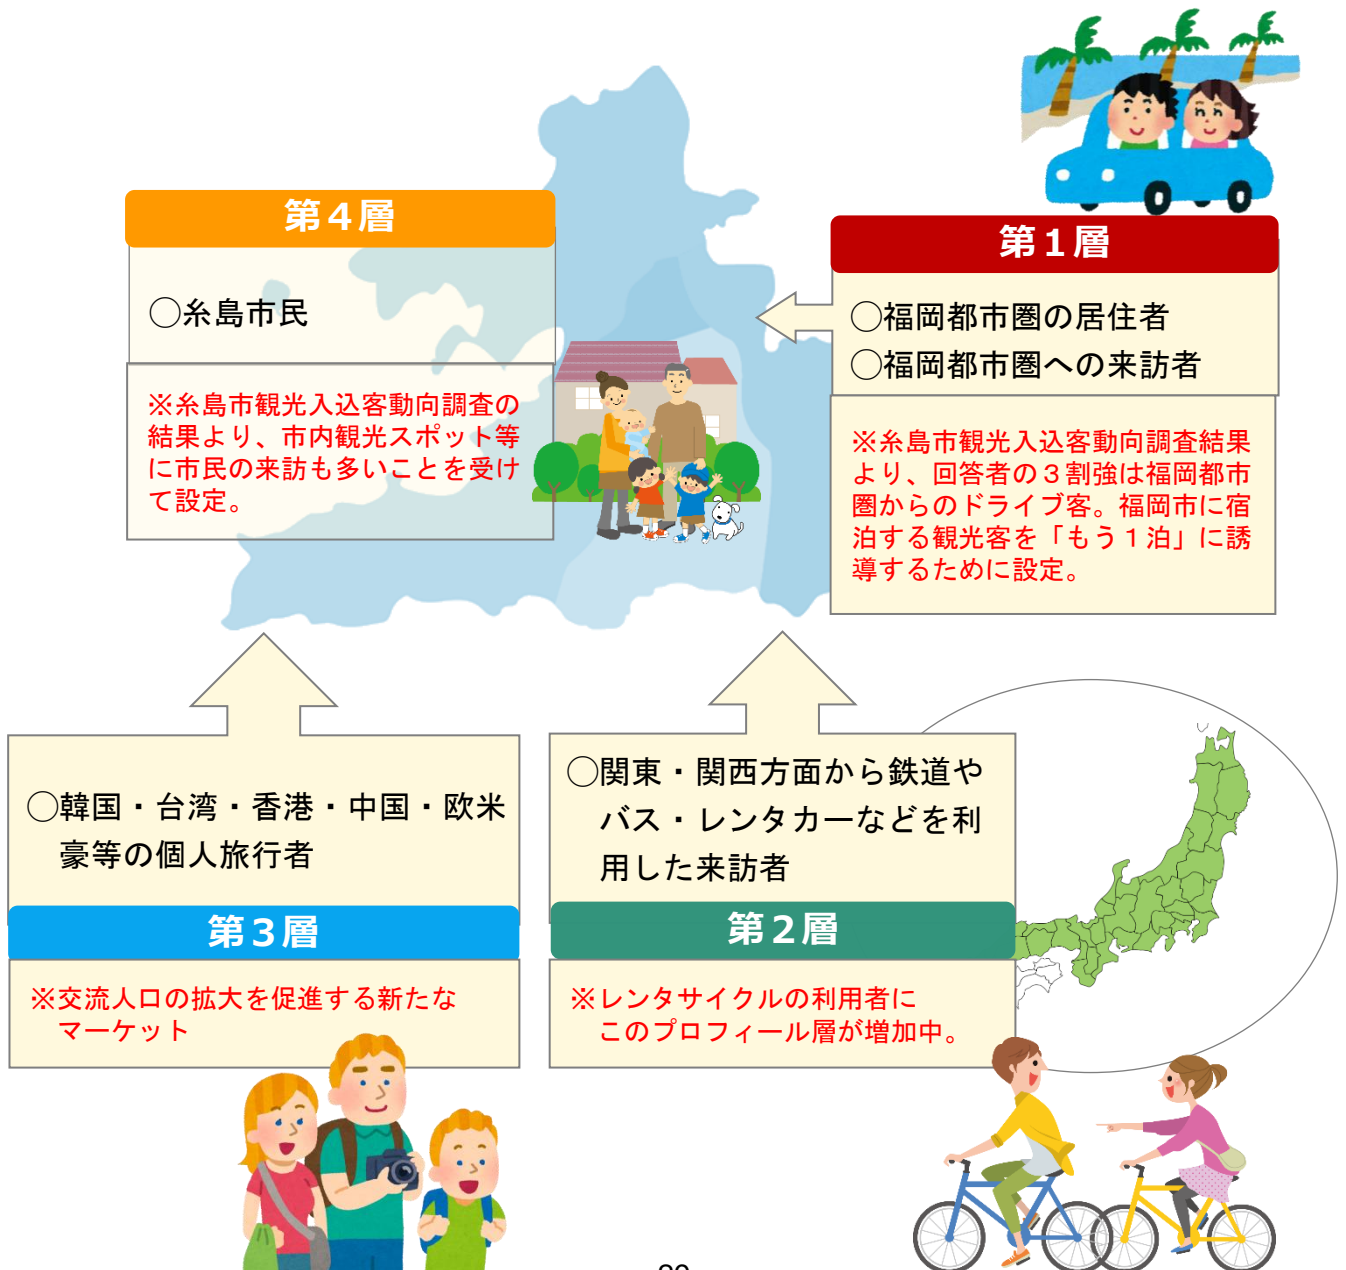 第４層
◯糸島市民
※糸島市観光入込客動向調査の
結果より、市内観光スポット等
に市民の来訪も多いことを受け
て設定。
第１層
◯福岡都市圏の居住者
◯福岡都市圏への来訪者
※糸島市観光入込客動向調査結果
より、回答者の３割強は福岡都市
圏からのドライブ客。福岡市に宿
泊する観光客を「もう１泊」に誘
導するために設定。
◯韓国・台湾・香港・中国・欧米
豪等の個人旅行者
第３層
※交流人口の拡大を促進する新たな
マーケット
◯関東・関西方面から鉄道や
バス・レンタカーなどを利
用した来訪者
第２層
※レンタサイクルの利用者に
このプロフィール層が増加中。